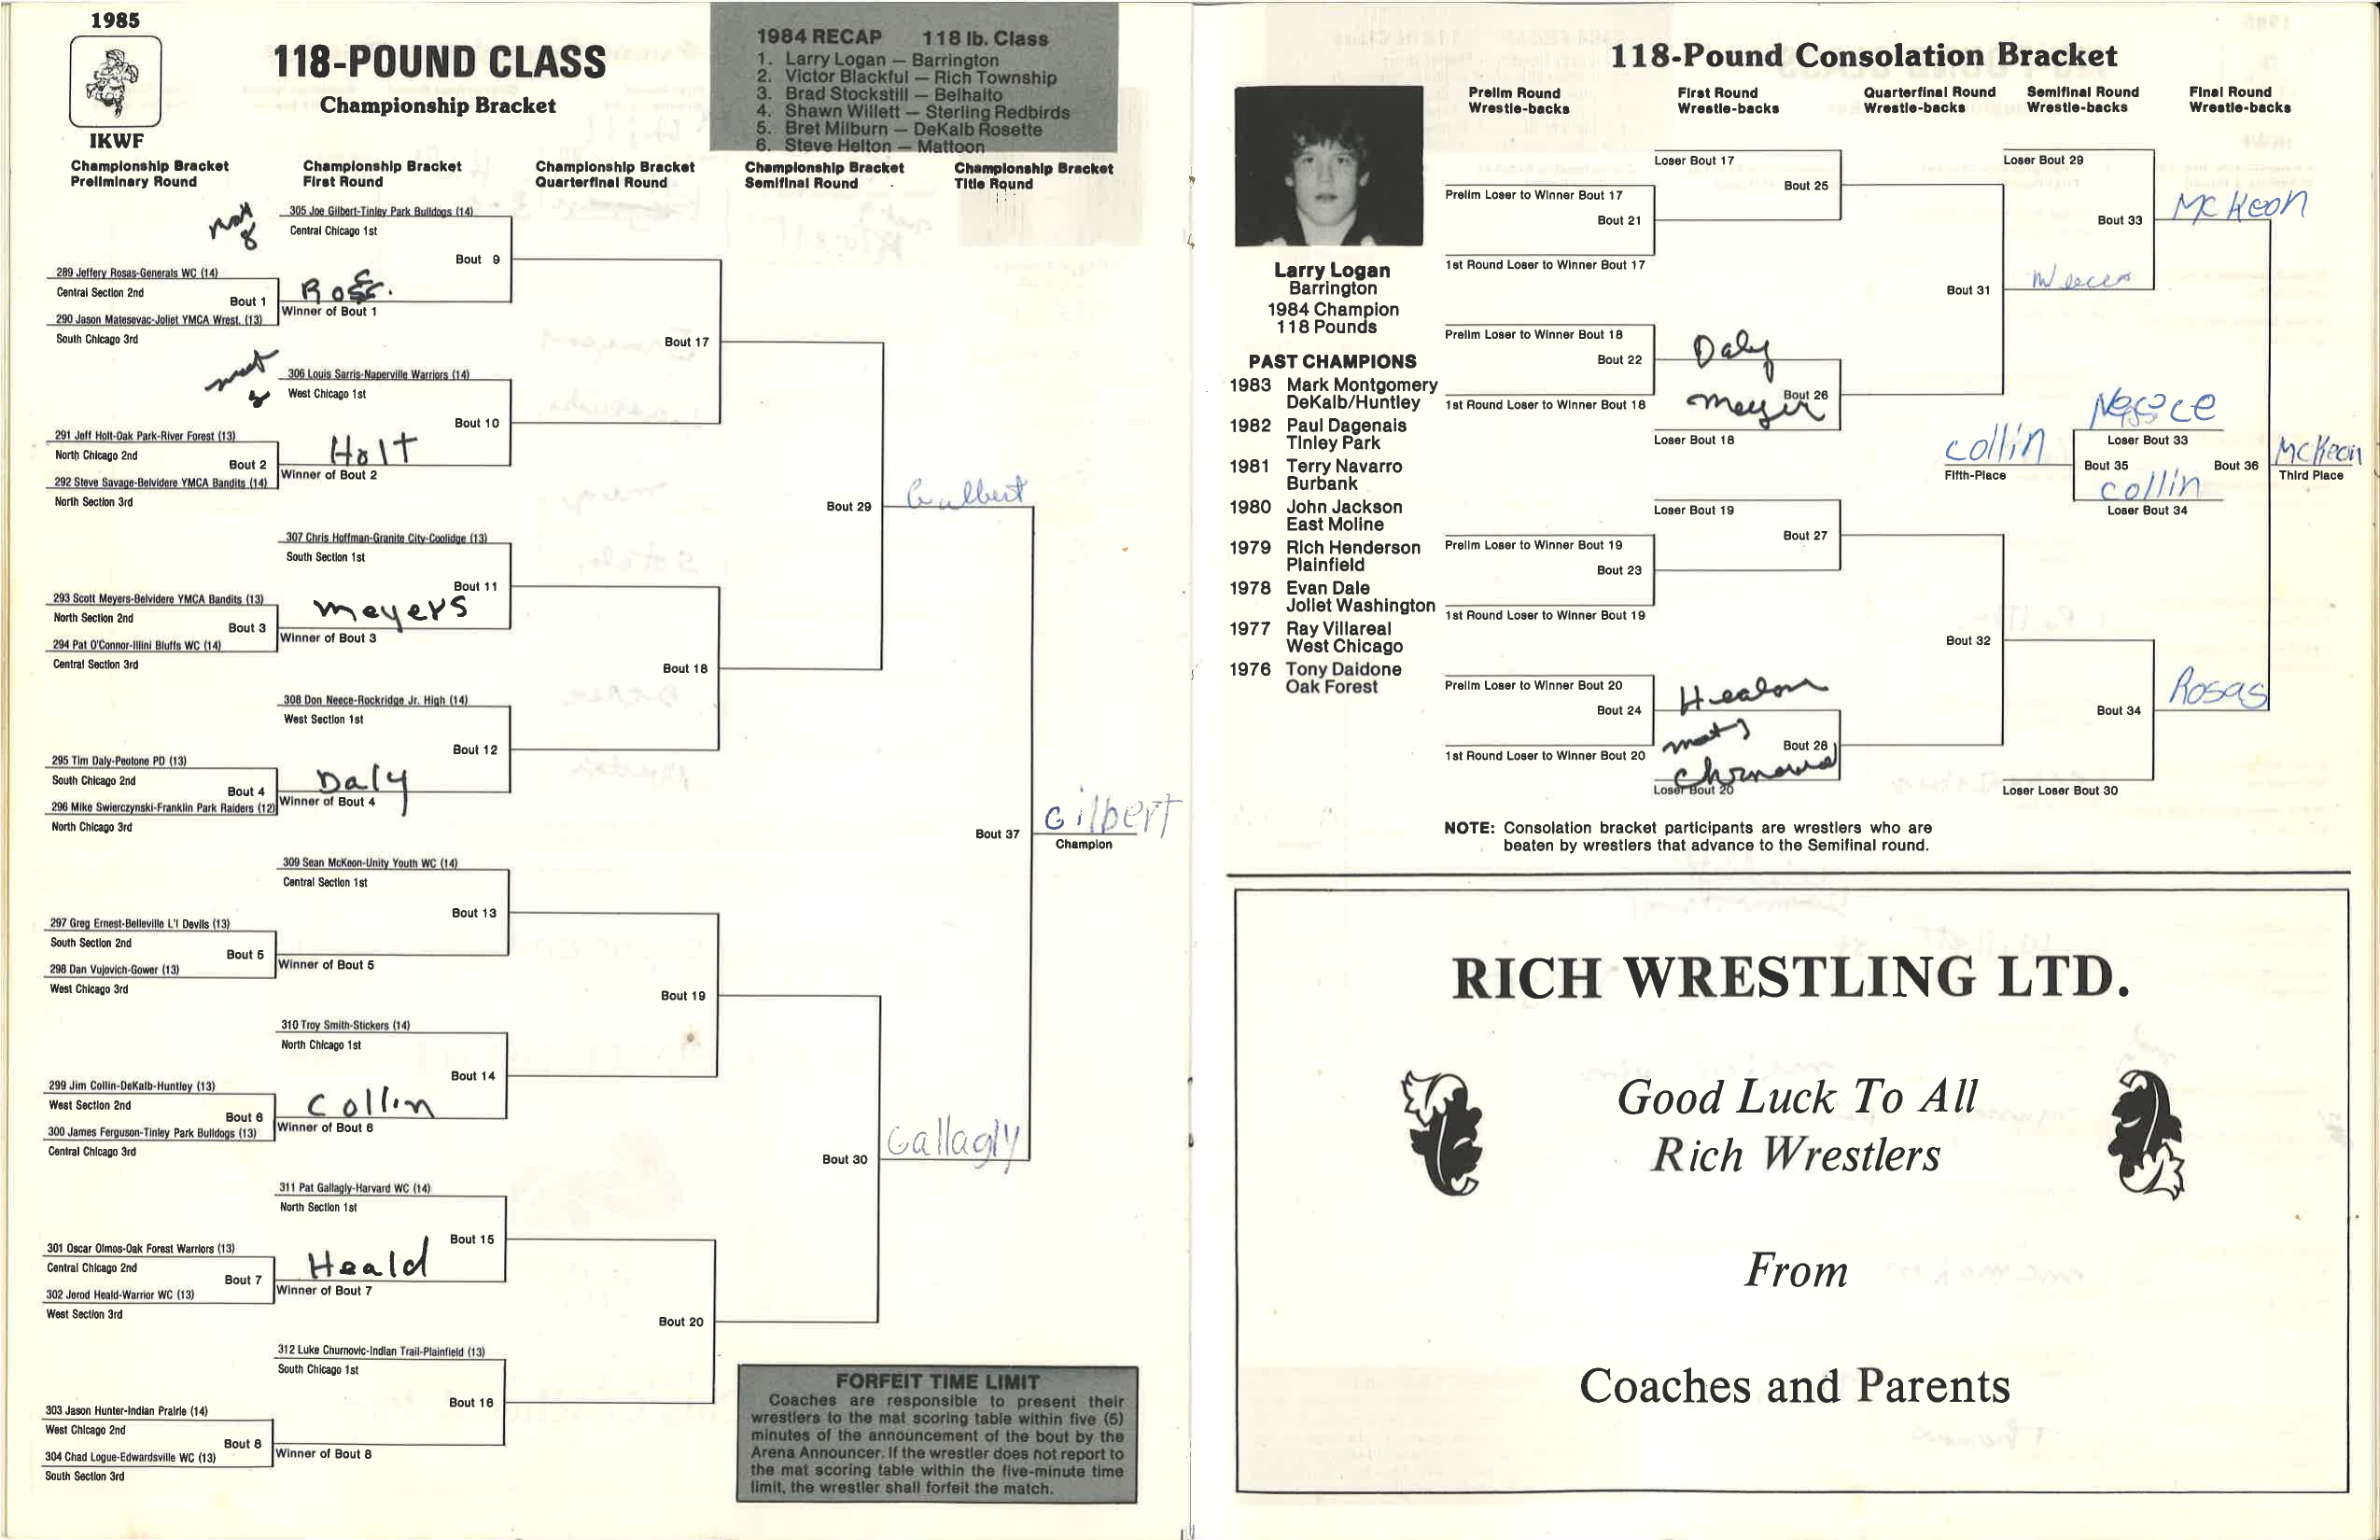 1985
IKWF
118-POUND CLASS
Championship Bracket
1984 RECAP 118 lb. Class
1. Larry Logan — Barrington
2. Victor Blackful — Rich Township
3. Brad Stockstill — Belhalto
4. Shawn Willett — Sterling Redbirds
5. Bret Milburn — DeKalb Rosette
6. Steve Helton — Mattoon
Championship Bracket Preliminary Round
Championship Bracket First Round
Championship Bracket Quarterfinal Round
Championship Bracket Semifinal Round
Championship Bracket Title Round
mat 8
305 Joe Gilbert-Tinley Park Bulldogs (14)
Central Chicago 1st
Bout 9
289 Jeffery Rosas-Generals WC (14)
Central Section 2nd
Bout 1
Winner of Bout 1
290 Jason Matesevac-Joliet YMCA Wrest. (13)
South Chicago 3rd
Bout 17
306 Louis Sarris-Naperville Warriors (14)
West Chicago 1st
Bout 10
291 Jeff Holt-Oak Park-River Forest (13)
North Chicago 2nd
Bout 2
Holt
Winner of Bout 2
292 Steve Savage-Belvidere YMCA Bandits (14)
North Section 3rd
Bout 29
Gulbert
307 Chris Hoffman-Granite City-Coolidge (13)
South Section 1st
Bout 11
293 Scott Meyers-Belvidere YMCA Bandits (13)
North Section 2nd
Bout 3
meyers
Winner of Bout 3
294 Pat O'Connor-Illini Bluffs WC (14)
Central Section 3rd
Bout 18
308 Don Neece-Rockridge Jr. High (14)
West Section 1st
Bout 12
295 Tim Daly-Peotone PD (13)
South Chicago 2nd
Bout 4
Daly
Winner of Bout 4
296 Mike Swierczynski-Franklin Park Raiders (12)
North Chicago 3rd
Bout 37
Gilbert
Champion
309 Sean McKeon-Unity Youth WC (14)
Central Section 1st
Bout 13
297 Greg Ernest-Belleville L'l Devils (13)
South Section 2nd
Bout 5
Winner of Bout 5
298 Dan Vujovich-Gower (13)
West Chicago 3rd
Bout 19
310 Troy Smith-Stickers (14)
North Chicago 1st
Bout 14
299 Jim Collin-DeKalb-Huntley (13)
West Section 2nd
Bout 6
Collin
Winner of Bout 6
300 James Ferguson-Tinley Park Bulldogs (13)
Central Chicago 3rd
Bout 30
Gallagly
311 Pat Gallagly-Harvard WC (14)
North Section 1st
Bout 15
301 Oscar Olmos-Oak Forest Warriors (13)
Central Chicago 2nd
Bout 7
Heald
Winner of Bout 7
302 Jerod Heald-Warrior WC (13)
West Section 3rd
Bout 20
312 Luke Churnovic-Indian Trail-Plainfield (13)
South Chicago 1st
Bout 16
303 Jason Hunter-Indian Prairie (14)
West Chicago 2nd
Bout 8
Winner of Bout 8
304 Chad Logue-Edwardsville WC (13)
South Section 3rd
FORFEIT TIME LIMIT
Coaches are responsible to present their
wrestlers to the mat scoring table within five (5)
minutes of the announcement of the bout by the
Arena Announcer. If the wrestler does not report to
the mat scoring table within the five-minute time
limit, the wrestler shall forfeit the match.
118-Pound Consolation Bracket
Prelim Round Wrestle-backs
First Round Wrestle-backs
Quarterfinal Round Wrestle-backs
Semifinal Round Wrestle-backs
Final Round Wrestle-backs
Larry Logan
Barrington
1984 Champion
118 Pounds
PAST CHAMPIONS
1983 Mark Montgomery
DeKalb/Huntley
1982 Paul Dagenais
Tinley Park
1981 Terry Navarro
Burbank
1980 John Jackson
East Moline
1979 Rich Henderson
Plainfield
1978 Evan Dale
Joliet Washington
1977 Ray Villareal
West Chicago
1976 Tony Daidone
Oak Forest
Loser Bout 17
Bout 25
Prelim Loser to Winner Bout 17
Bout 21
1st Round Loser to Winner Bout 17
Loser Bout 29
Bout 33
McKeon
Bout 31
Prelim Loser to Winner Bout 18
Bout 22
Daly
1st Round Loser to Winner Bout 18
Bout 26
Meyer
Loser Bout 18
Loser Bout 33
collin
Fifth-Place
Bout 35
collin
Loser Bout 34
Bout 36
McKeon
Third Place
Loser Bout 19
Bout 27
Prelim Loser to Winner Bout 19
Bout 23
1st Round Loser to Winner Bout 19
Bout 32
Prelim Loser to Winner Bout 20
Bout 24
1st Round Loser to Winner Bout 20
Bout 28
Loser Bout 20
Bout 34
Rosas
Loser Loser Bout 30
NOTE: Consolation bracket participants are wrestlers who are
beaten by wrestlers that advance to the Semifinal round.
RICH WRESTLING LTD.
Good Luck To All
Rich Wrestlers
From
Coaches and Parents